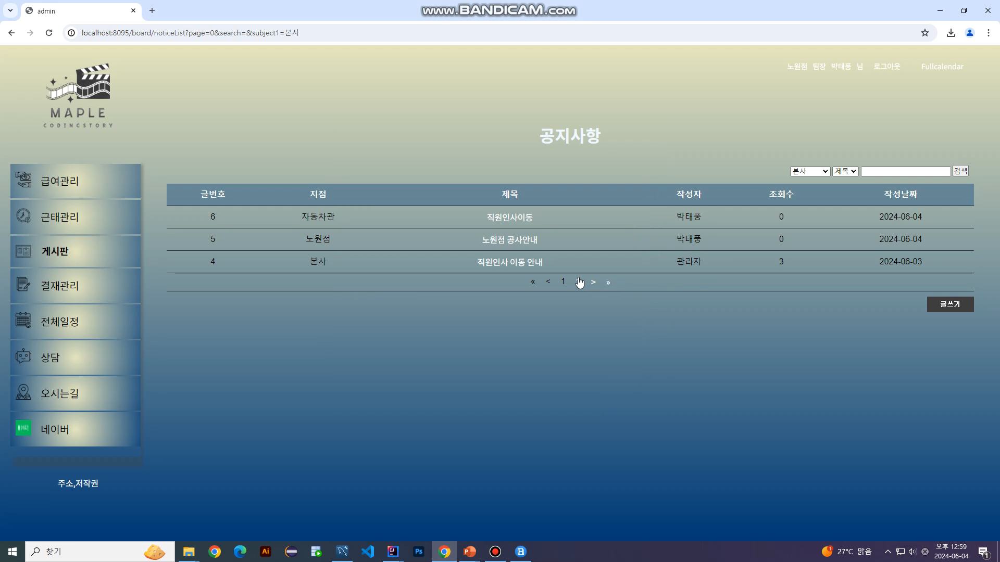 admin
www.BANDICAM.com
localhost:8095/board/noticeList?page=0&search=&subject1=본사
노원점 팀장 박태풍 님 로그아웃 Fullcalendar
MAPLE
CODINGSTORY
공지사항
본사 제목 검색
글번호 지점 제목 작성자 조회수 작성날짜
6 자동차관 직원인사이동 박태풍 0 2024-06-04
5 노원점 노원점 공사안내 박태풍 0 2024-06-04
4 본사 직원인사 이동 안내 관리자 3 2024-06-03
« < 1 > »
글쓰기
급여관리
근태관리
게시판
결재관리
전체일정
상담
오시는길
네이버
주소,저작권
찾기
Ai
Ps
1
27°C 맑음
오후 12:59
2024-06-04
1